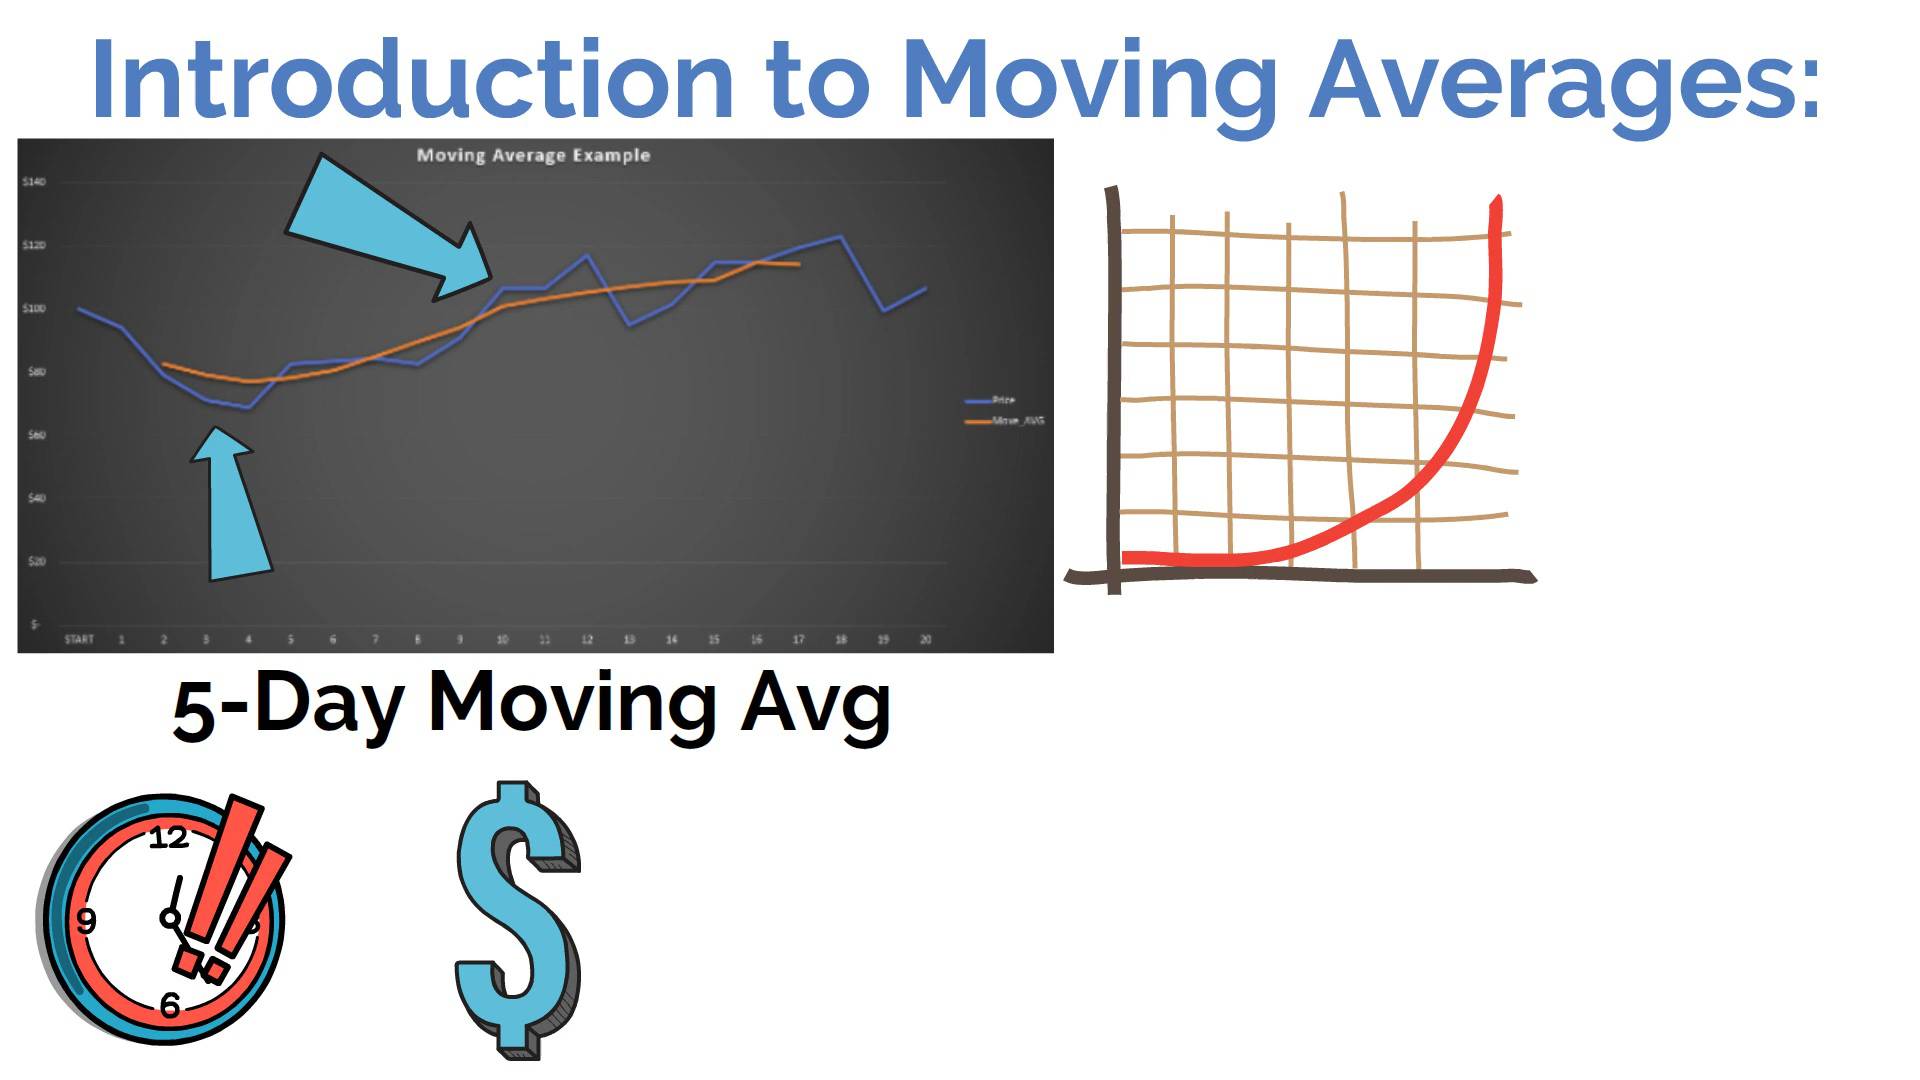 Introduction to Moving Averages:
Moving Average Example
$140
$120
$100
$80
$60
$40
$20
$-
START 1 2 3 4 5 6 7 8 9 10 11 12 13 14 15 16 17 18 19 20
Price
Move_AVG
5-Day Moving Avg
12
9
6
$